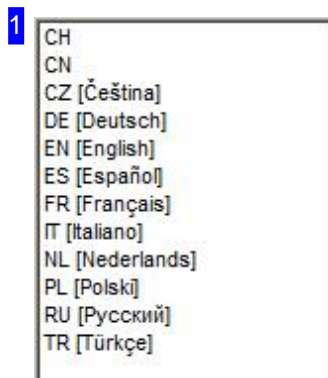 1
CH
CN
CZ [Čeština]
DE [Deutsch]
EN [English]
ES [Español]
FR [Français]
IT [Italiano]
NL [Nederlands]
PL [Polski]
RU [Русский]
TR [Türkçe]